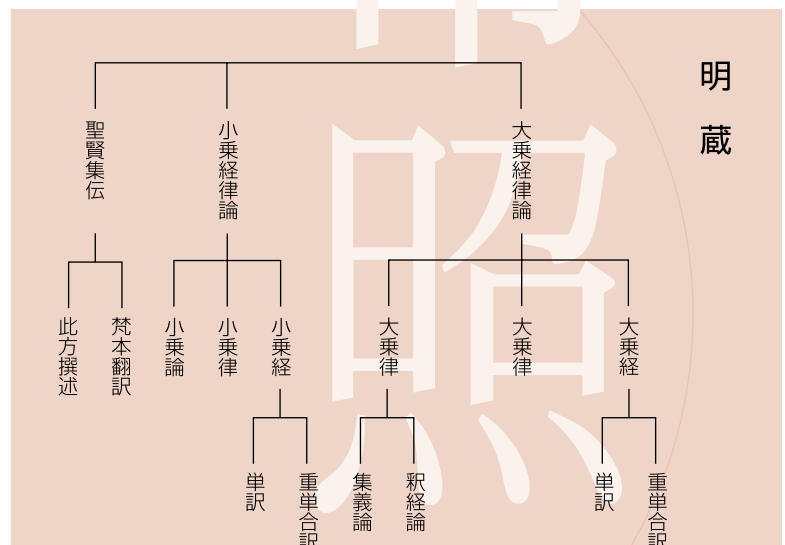 明蔵
大乗経律論
小乗経律論
聖賢集伝
大乗経
大乗律
大乗律
小乗経
小乗律
小乗論
梵本翻訳
此方撰述
重単合訳
単訳
釈経論
集義論
重単合訳
単訳
照